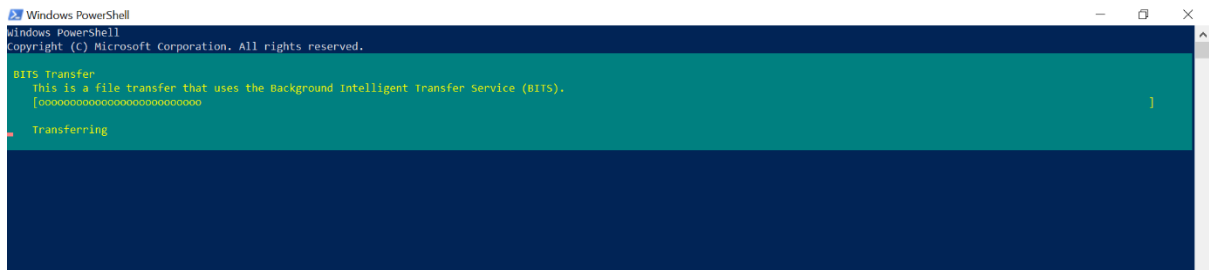 Windows PowerShell
Windows PowerShell
Copyright (C) Microsoft Corporation. All rights reserved.
BITS Transfer
This is a file transfer that uses the Background Intelligent Transfer Service (BITS).
[oooooooooooooooooooooooooo ]
Transferring